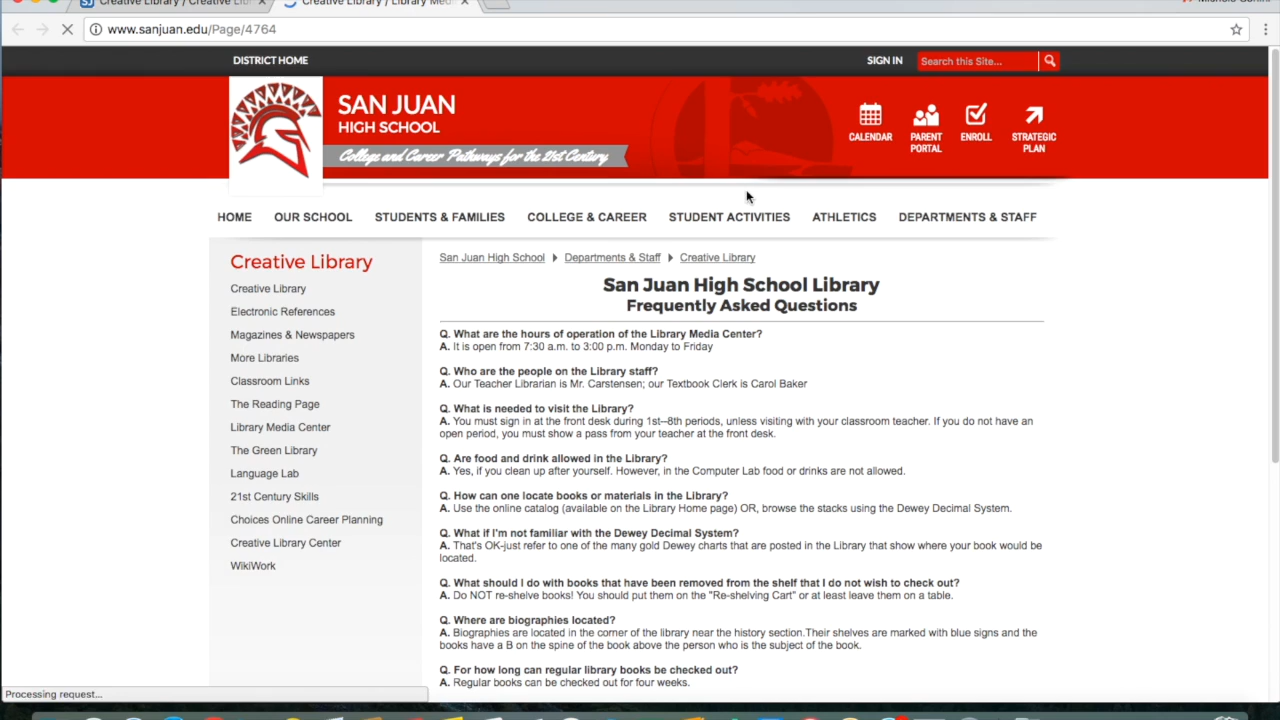 Creative Library / Creative Lib
Creative Library / Library Med
www.sanjuan.edu/Page/4764
DISTRICT HOME
SIGN IN
Search this Site...
SAN JUAN
HIGH SCHOOL
College and Career Pathways for the 21st Century
CALENDAR
PARENT
PORTAL
ENROLL
STRATEGIC
PLAN
HOME
OUR SCHOOL
STUDENTS & FAMILIES
COLLEGE & CAREER
STUDENT ACTIVITIES
ATHLETICS
DEPARTMENTS & STAFF
Creative Library
Creative Library
Electronic References
Magazines & Newspapers
More Libraries
Classroom Links
The Reading Page
Library Media Center
The Green Library
Language Lab
21st Century Skills
Choices Online Career Planning
Creative Library Center
WikiWork
San Juan High School
Departments & Staff
Creative Library
San Juan High School Library
Frequently Asked Questions
Q. What are the hours of operation of the Library Media Center?
A. It is open from 7:30 a.m. to 3:00 p.m. Monday to Friday
Q. Who are the people on the Library staff?
A. Our Teacher Librarian is Mr. Carstensen; our Textbook Clerk is Carol Baker
Q. What is needed to visit the Library?
A. You must sign in at the front desk during 1st--8th periods, unless visiting with your classroom teacher. If you do not have an
open period, you must show a pass from your teacher at the front desk.
Q. Are food and drink allowed in the Library?
A. Yes, if you clean up after yourself. However, in the Computer Lab food or drinks are not allowed.
Q. How can one locate books or materials in the Library?
A. Use the online catalog (available on the Library Home page) OR, browse the stacks using the Dewey Decimal System.
Q. What if I'm not familiar with the Dewey Decimal System?
A. That's OK-just refer to one of the many gold Dewey charts that are posted in the Library that show where your book would be
located.
Q. What should I do with books that have been removed from the shelf that I do not wish to check out?
A. Do NOT re-shelve books! You should put them on the "Re-shelving Cart" or at least leave them on a table.
Q. Where are biographies located?
A. Biographies are located in the corner of the library near the history section.Their shelves are marked with blue signs and the
books have a B on the spine of the book above the person who is the subject of the book.
Q. For how long can regular library books be checked out?
A. Regular books can be checked out for four weeks.
Processing request...